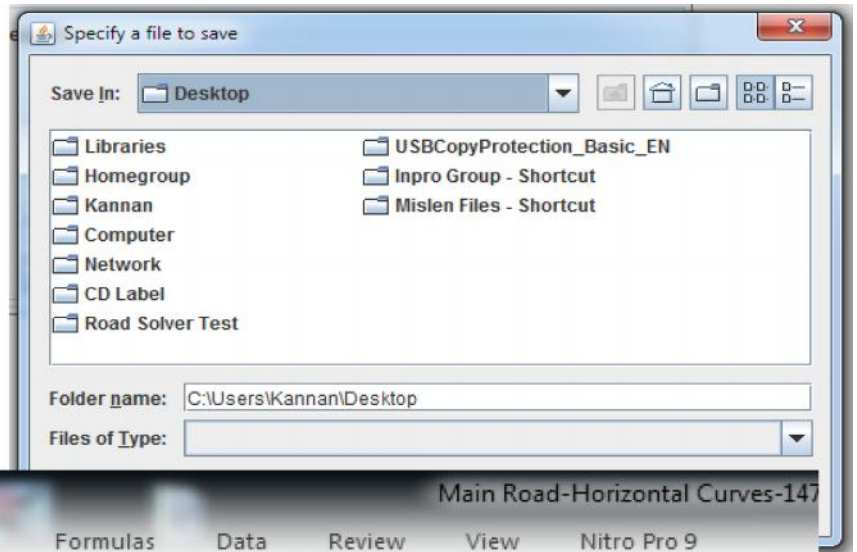 Specify a file to save
Save In: Desktop
Libraries
Homegroup
Kannan
Computer
Network
CD Label
Road Solver Test
USBCopyProtection_Basic_EN
Inpro Group - Shortcut
Mislen Files - Shortcut
Folder name: C:\Users\Kannan\Desktop
Files of Type:
Main Road-Horizontal Curves-147
Formulas Data Review View Nitro Pro 9